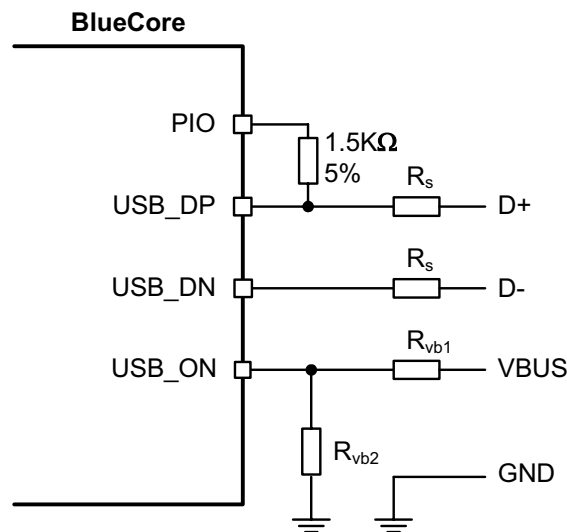 BlueCore
PIO
1.5KΩ
5%
USB_DP
Rs
D+
USB_DN
Rs
D-
USB_ON
Rvb1
VBUS
Rvb2
GND